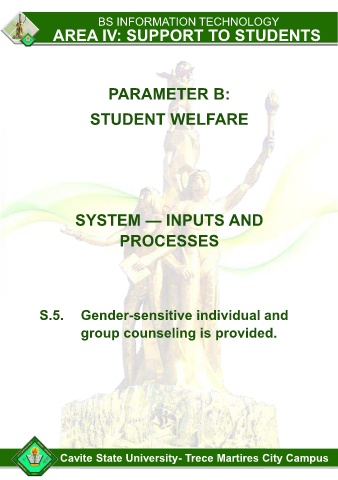 BS INFORMATION TECHNOLOGY
AREA IV: SUPPORT TO STUDENTS
PARAMETER B:
STUDENT WELFARE
SYSTEM — INPUTS AND
PROCESSES
S.5. Gender-sensitive individual and
group counseling is provided.
Cavite State University- Trece Martires City Campus